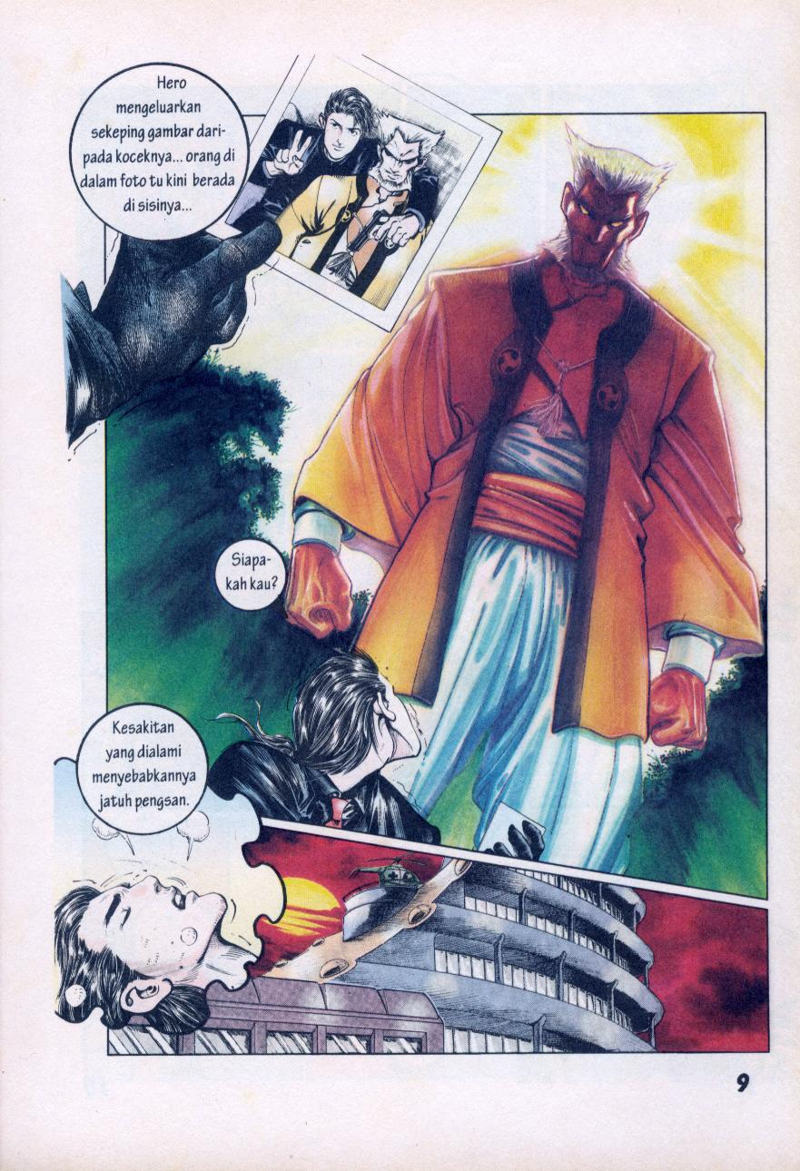 Hero
mengeluarkan
sekeping gambar dari-
pada koceknya... orang di
dalam foto tu kini berada
di sisinya...
Siapa-
kah kau?
Kesakitan
yang dialami
menyebabkannya
jatuh pengsan.
9